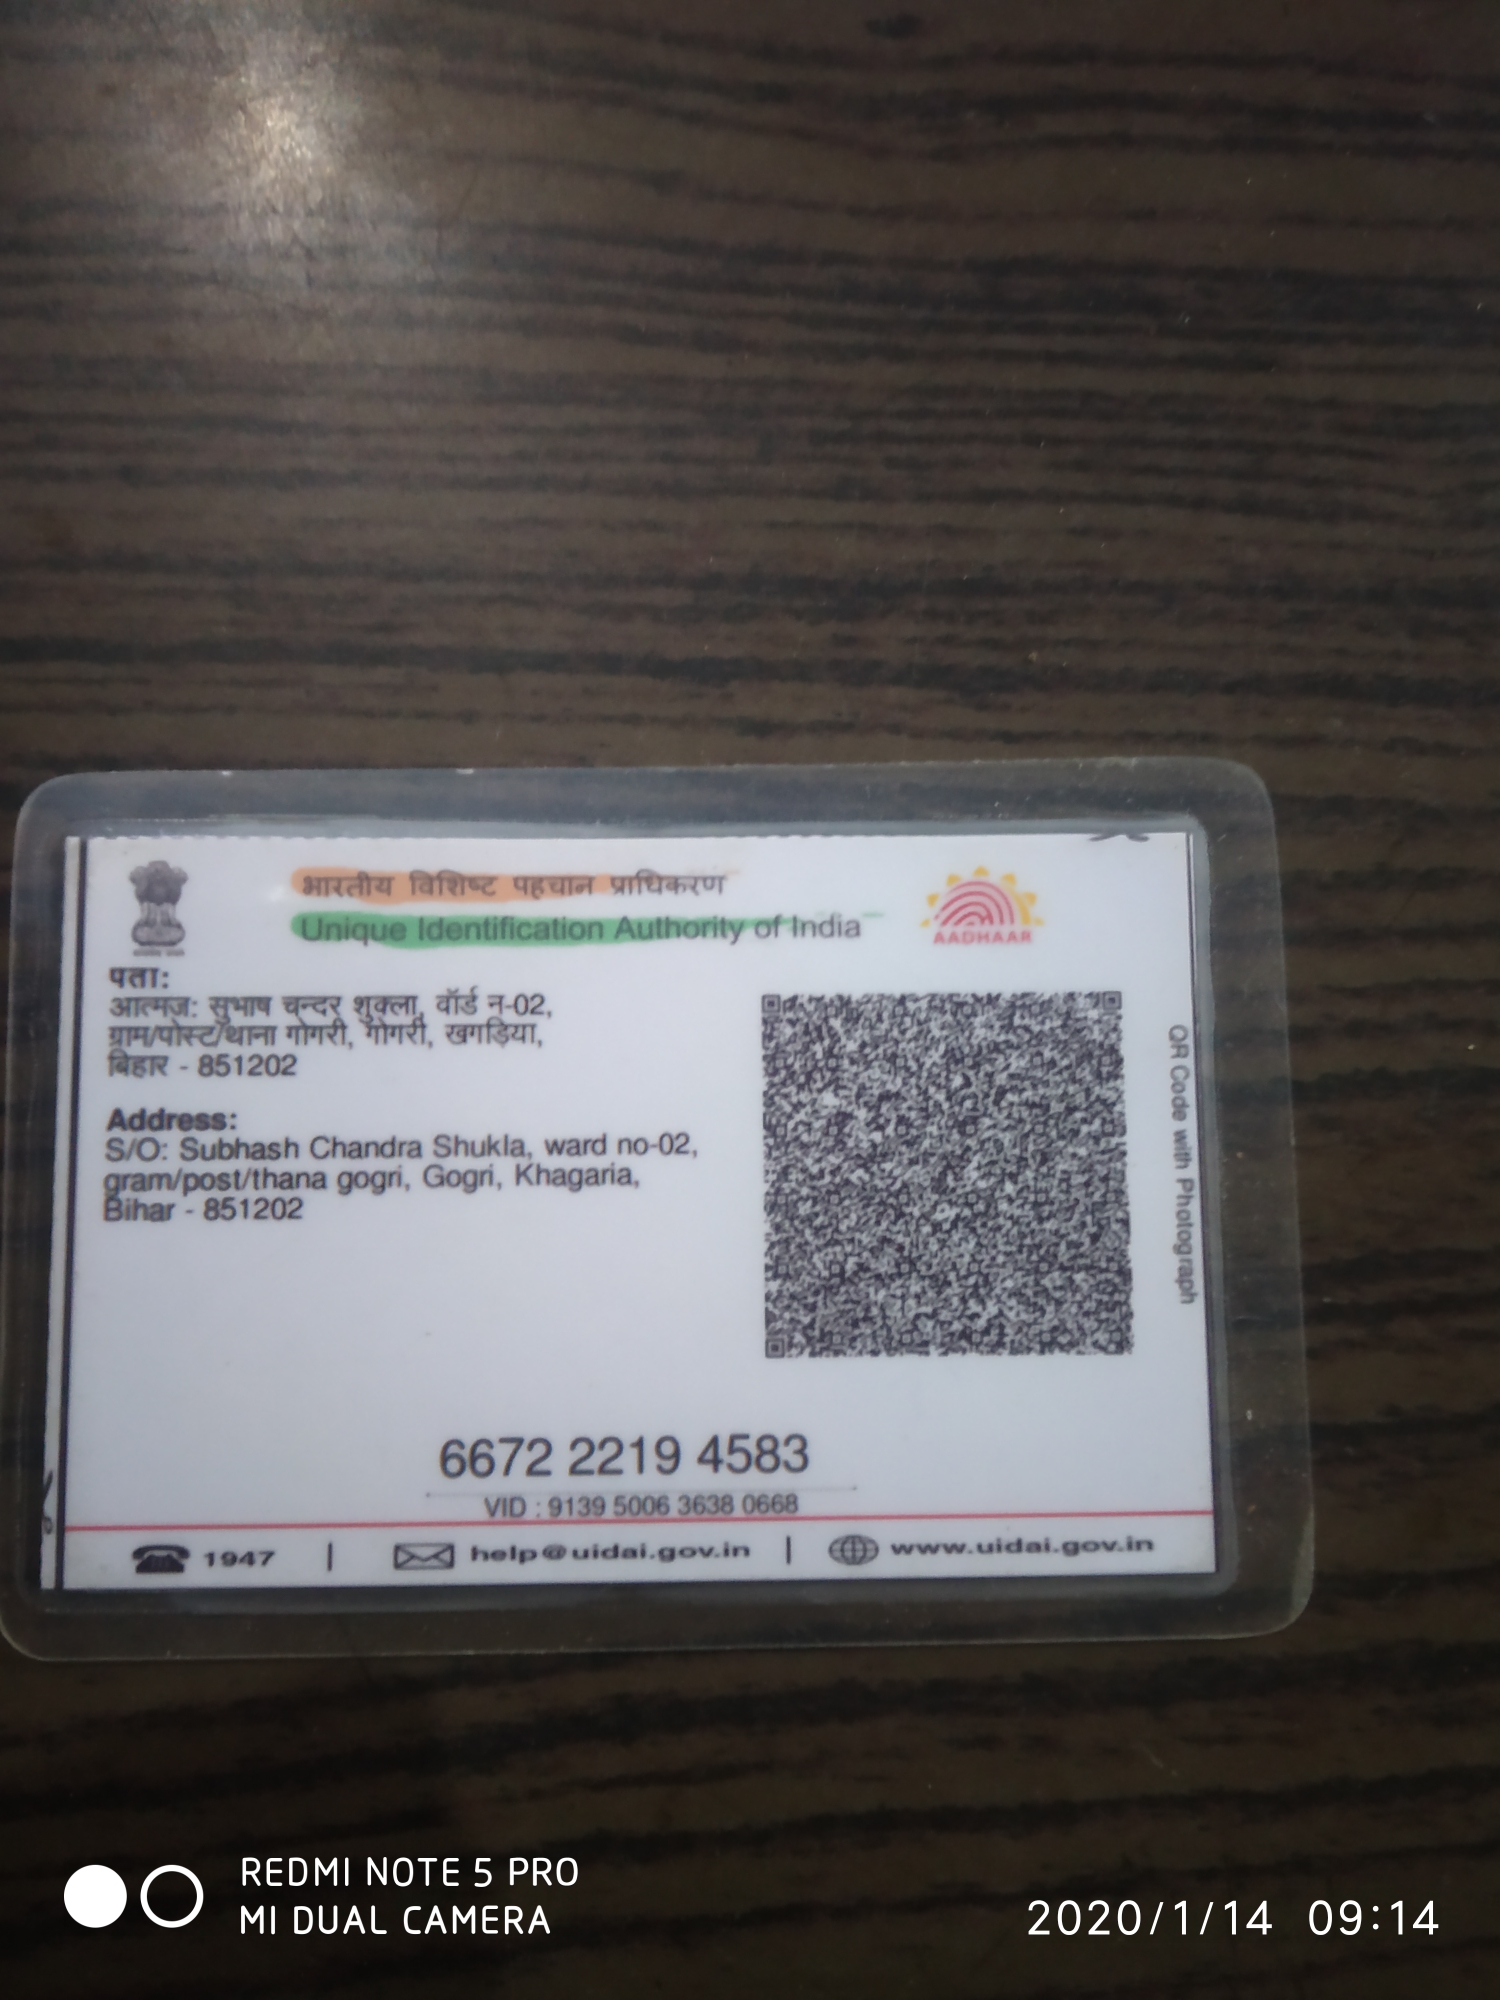 भारतीय विशिष्ट पहचान प्राधिकरण
Unique Identification Authority of India
AADHAAR
पता:
आत्मज: सुभाष चन्दर शुक्ला, वॉर्ड न-02,
ग्राम/पोस्ट/थाना गोगरी, गोगरी, खगड़िया,
बिहार - 851202
Address:
S/O: Subhash Chandra Shukla, ward no-02,
gram/post/thana gogri, Gogri, Khagaria,
Bihar - 851202
QR Code with Photograph
6672 2219 4583
VID : 9139 5006 3638 0668
1947 | help@uidai.gov.in | www.uidai.gov.in
REDMI NOTE 5 PRO
MI DUAL CAMERA
2020/1/14 09:14